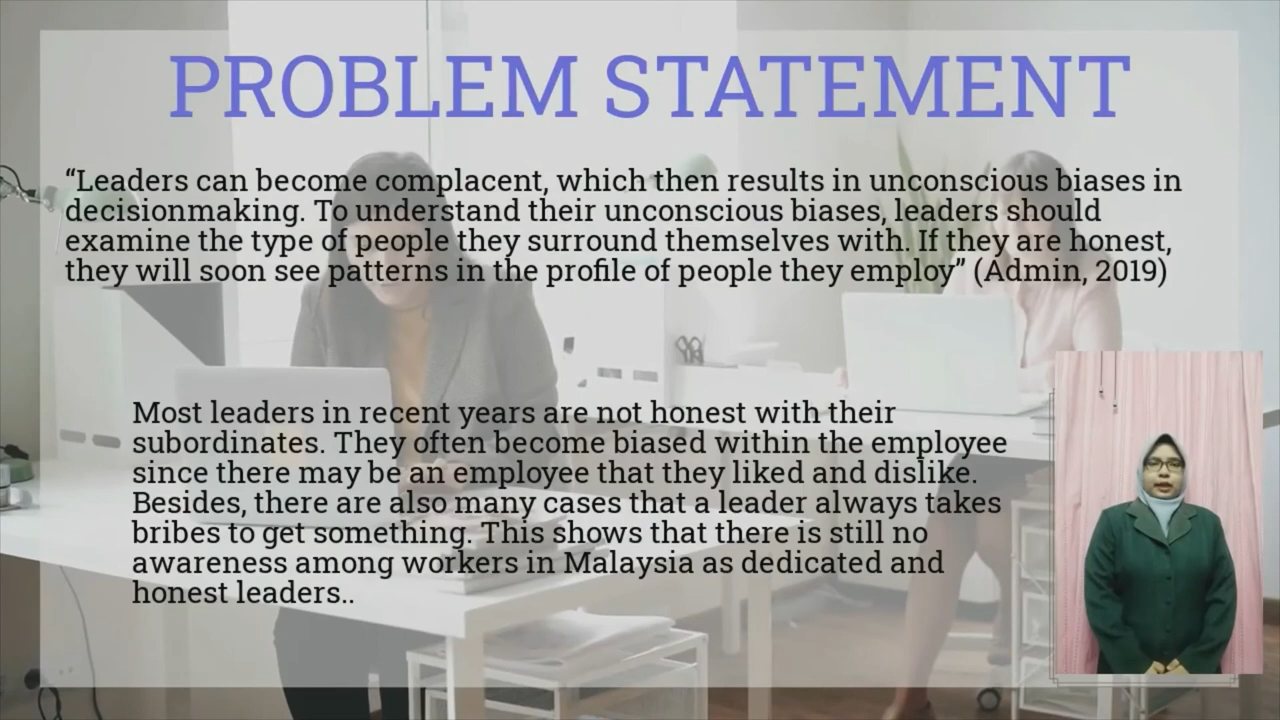 PROBLEM STATEMENT
“Leaders can become complacent, which then results in unconscious biases in
decisionmaking. To understand their unconscious biases, leaders should
examine the type of people they surround themselves with. If they are honest,
they will soon see patterns in the profile of people they employ” (Admin, 2019)
Most leaders in recent years are not honest with their
subordinates. They often become biased within the employee
since there may be an employee that they liked and dislike.
Besides, there are also many cases that a leader always takes
bribes to get something. This shows that there is still no
awareness among workers in Malaysia as dedicated and
honest leaders..